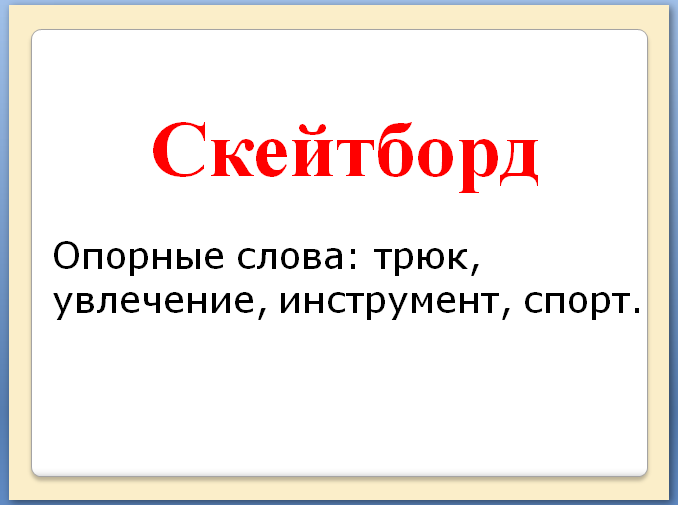 Скейтборд
Опорные слова: трюк,
увлечение, инструмент, спорт.